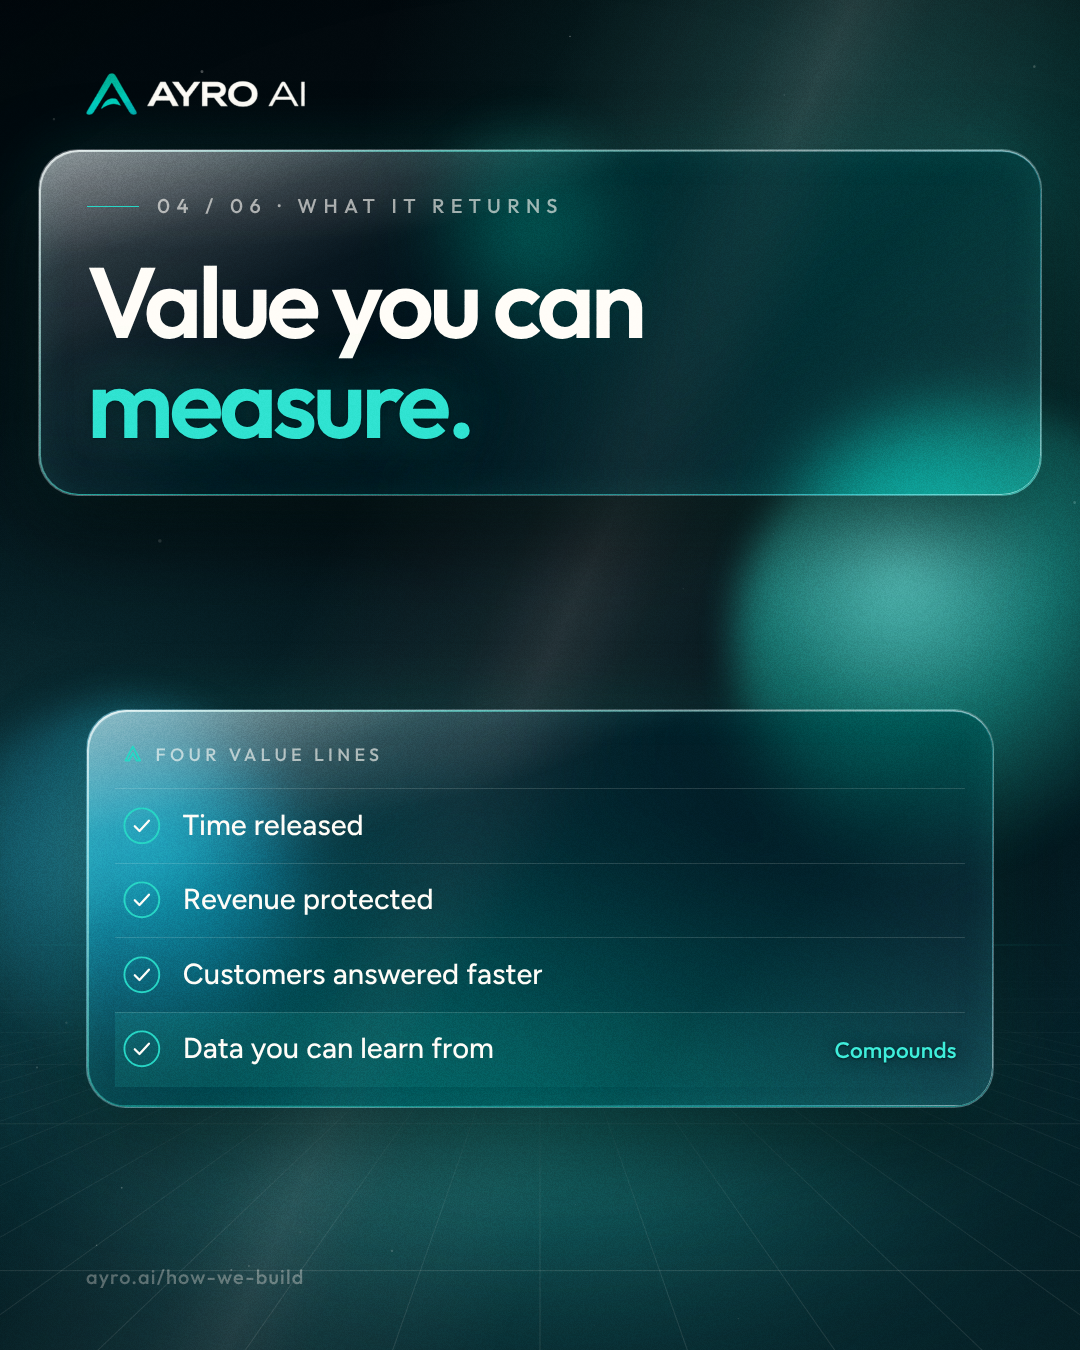 AYRO AI
04 / 06 · WHAT IT RETURNS
Value you can
measure.
FOUR VALUE LINES
Time released
Revenue protected
Customers answered faster
Data you can learn from
Compounds
ayro.ai/how-we-build